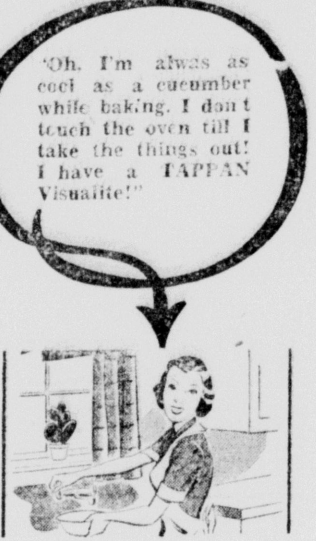 "Oh. I'm alwas as
cool as a cucumber
while baking. I don't
touch the oven till I
take the things out!
I have a TAPPAN
Visualite!"